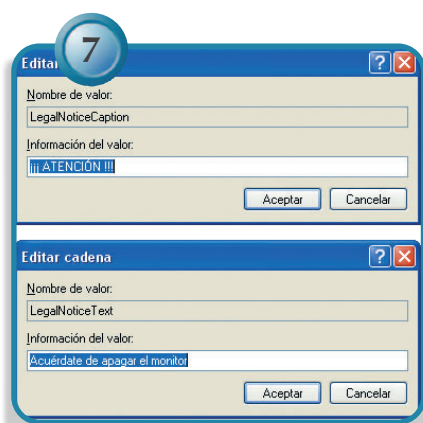 7
Edita
Nombre de valor:
LegalNoticeCaption
Información del valor:
¡¡¡ ATENCIÓN !!!
Aceptar Cancelar
Editar cadena
Nombre de valor:
LegalNoticeText
Información del valor:
Acuérdate de apagar el monitor
Aceptar Cancelar